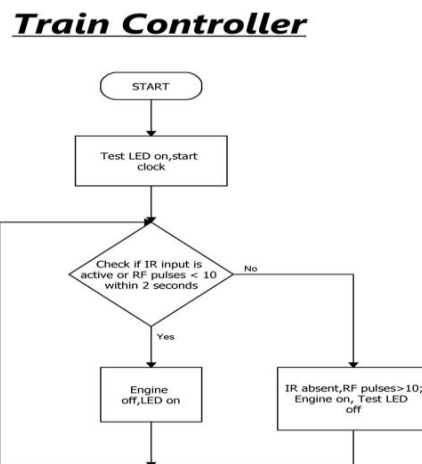 Train Controller
START
Test LED on,start
clock
Check if IR input is
active or RF pulses < 10
within 2 seconds
No
Yes
Engine
off,LED on
IR absent,RF pulses>10;
Engine on, Test LED
off